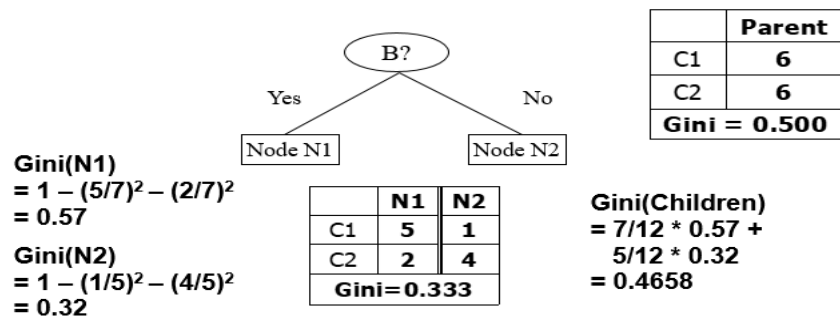 B?
Yes
No
Node N1
Node N2
Parent
C1 6
C2 6
Gini = 0.500
Gini(N1)
= 1 – (5/7)² – (2/7)²
= 0.57
Gini(N2)
= 1 – (1/5)² – (4/5)²
= 0.32
N1 N2
C1 5 1
C2 2 4
Gini=0.333
Gini(Children)
= 7/12 * 0.57 +
5/12 * 0.32
= 0.4658